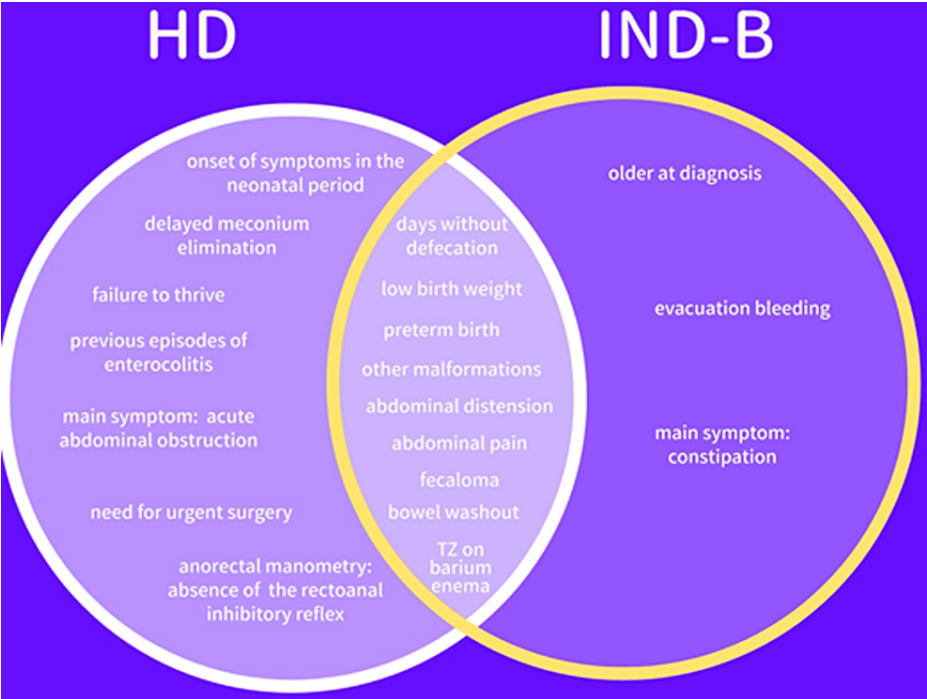 HD
IND-B
onset of symptoms in the
neonatal period
delayed meconium
elimination
failure to thrive
previous episodes of
enterocolitis
main symptom: acute
abdominal obstruction
need for urgent surgery
anorectal manometry:
absence of the rectoanal
inhibitory reflex
days without
defecation
low birth weight
preterm birth
other malformations
abdominal distension
abdominal pain
fecaloma
bowel washout
TZ on
barium
enema
older at diagnosis
evacuation bleeding
main symptom:
constipation